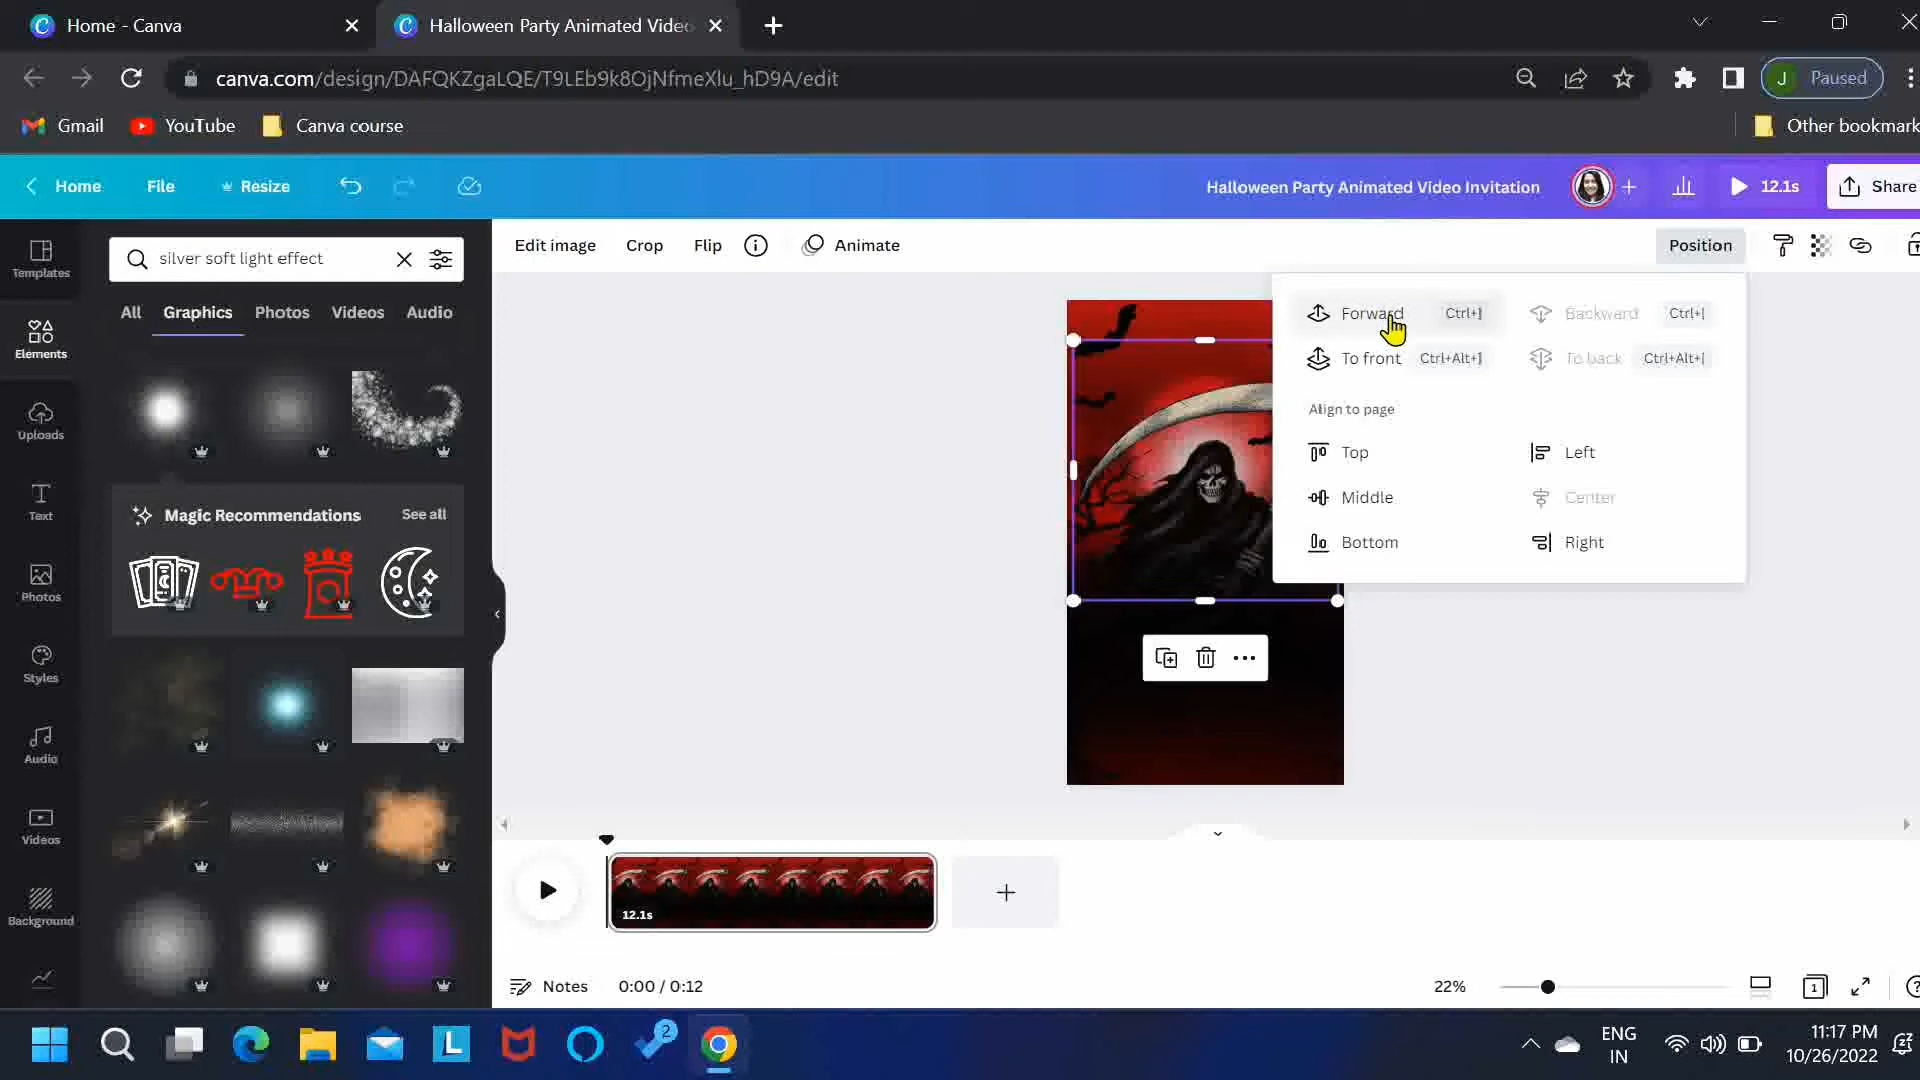 Home - Canva
Halloween Party Animated Video
canva.com/design/DAFQKZgaLQE/T9LEb9k8OjNfmeXlu_hD9A/edit
J
Paused
Gmail
YouTube
Canva course
Other bookmark
Home
File
Resize
Halloween Party Animated Video Invitation
12.1s
Share
Templates
Elements
Uploads
Text
Photos
Styles
Audio
Videos
Background
silver soft light effect
All
Graphics
Photos
Videos
Audio
Magic Recommendations
See all
Edit image
Crop
Flip
Animate
Position
Forward
Ctrl+]
Backward
Ctrl+[
To front
Ctrl+Alt+]
To back
Ctrl+Alt+[
Align to page
Top
Left
Middle
Center
Bottom
Right
12.1s
Notes
0:00 / 0:12
22%
1
2
L
ENG
IN
11:17 PM
10/26/2022